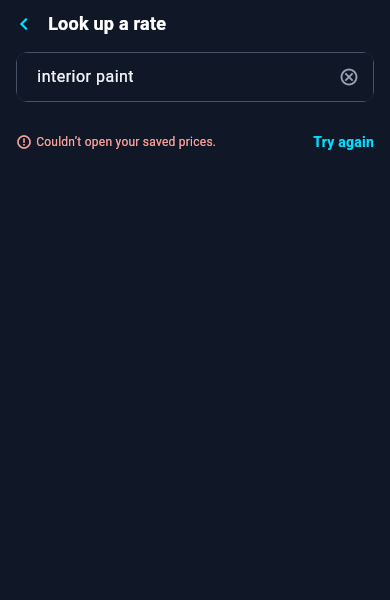 Look up a rate
interior paint
Couldn't open your saved prices.
Try again